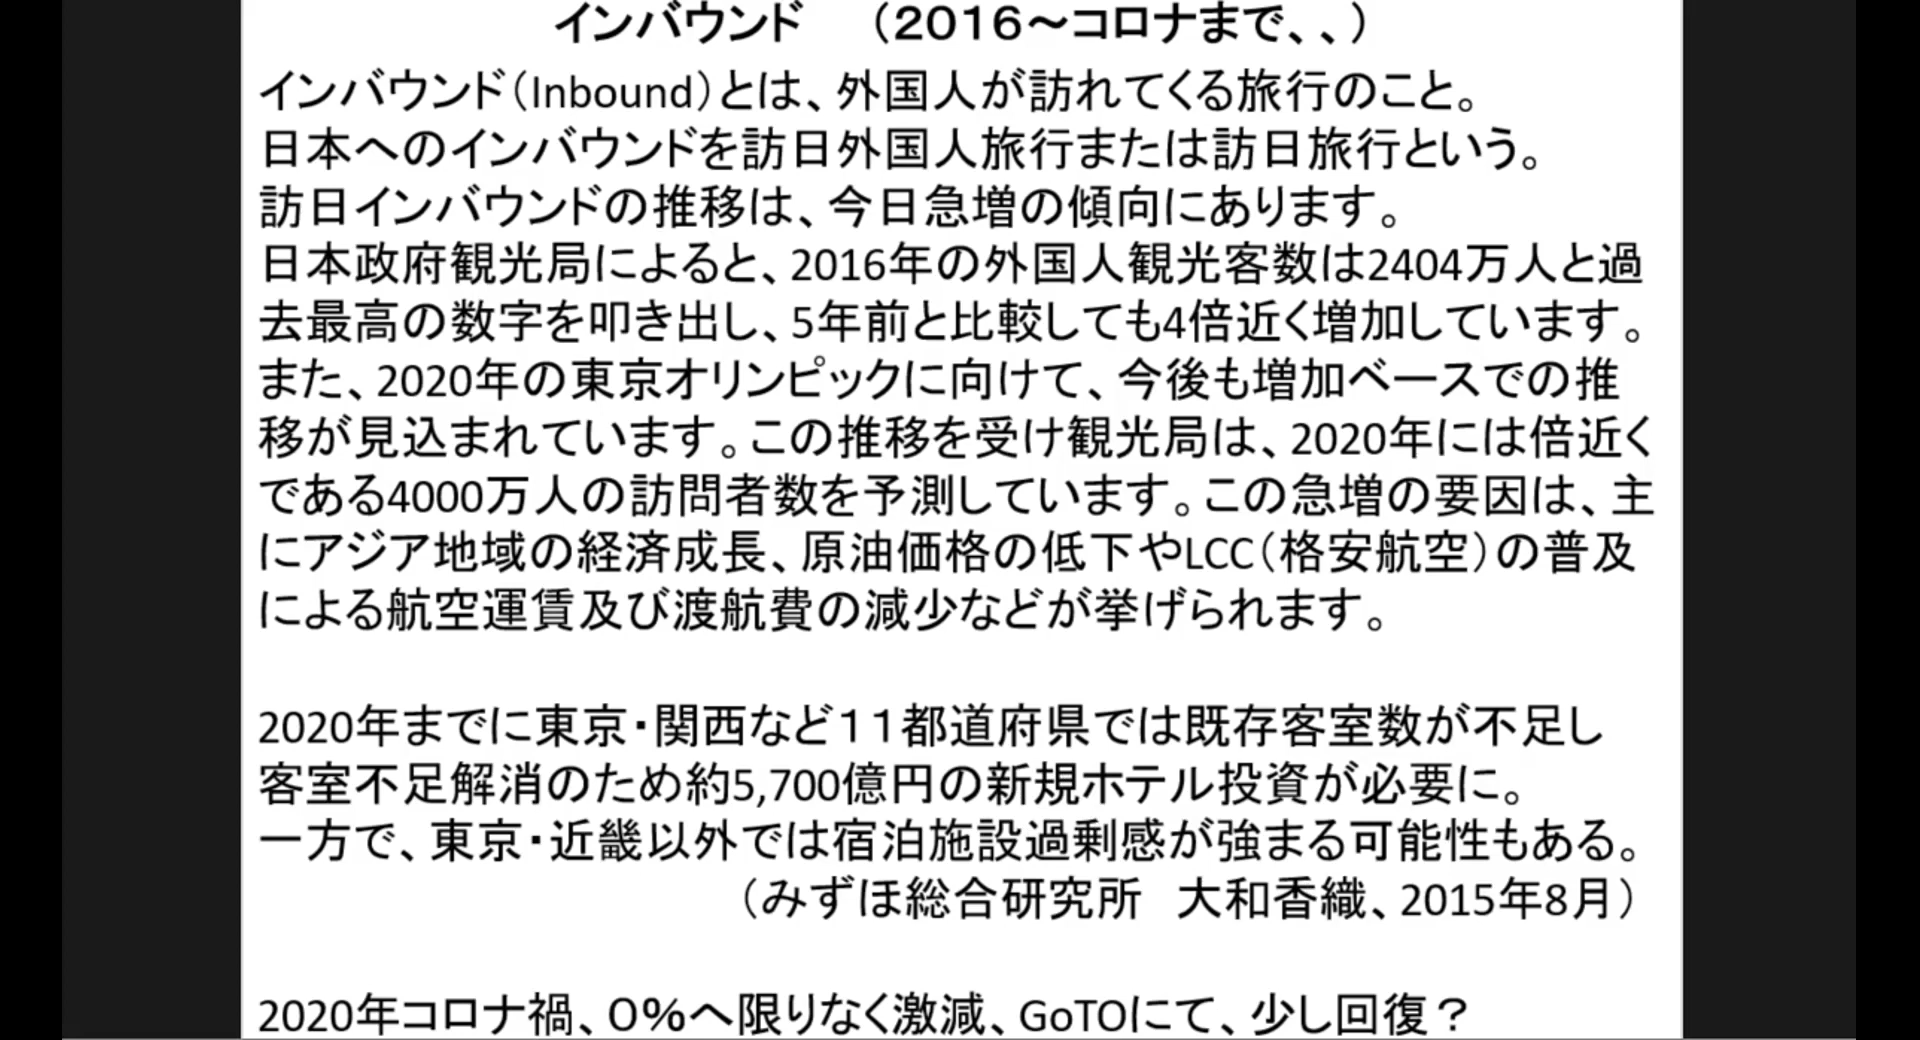 インバウンド　（２０１６～コロナまで、、）
インバウンド（Inbound）とは、外国人が訪れてくる旅行のこと。
日本へのインバウンドを訪日外国人旅行または訪日旅行という。
訪日インバウンドの推移は、今日急増の傾向にあります。
日本政府観光局によると、2016年の外国人観光客数は2404万人と過
去最高の数字を叩き出し、5年前と比較しても4倍近く増加しています。
また、2020年の東京オリンピックに向けて、今後も増加ベースでの推
移が見込まれています。この推移を受け観光局は、2020年には倍近く
である4000万人の訪問者数を予測しています。この急増の要因は、主
にアジア地域の経済成長、原油価格の低下やLCC（格安航空）の普及
による航空運賃及び渡航費の減少などが挙げられます。
2020年までに東京・関西など１１都道府県では既存客室数が不足し
客室不足解消のため約5,700億円の新規ホテル投資が必要に。
一方で、東京・近畿以外では宿泊施設過剰感が強まる可能性もある。
（みずほ総合研究所　大和香織、2015年8月）
2020年コロナ禍、０％へ限りなく激減、GoTOにて、少し回復？